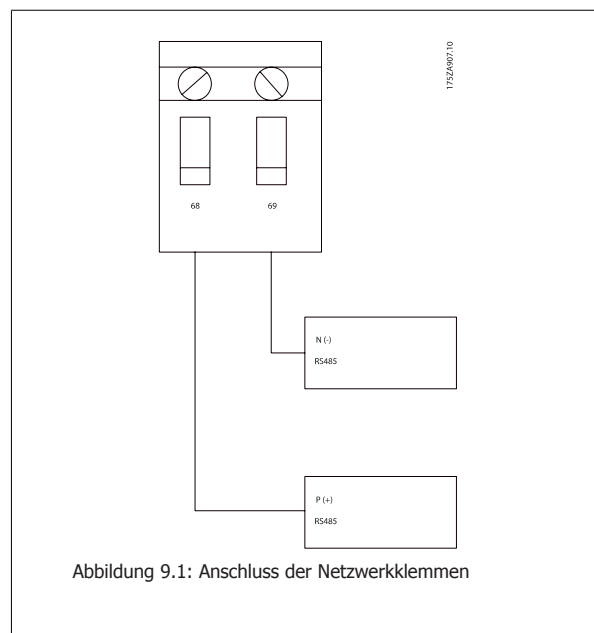 175ZA907.10
68 69
N (-)
RS485
P (+)
RS485
Abbildung 9.1: Anschluss der Netzwerkklemmen